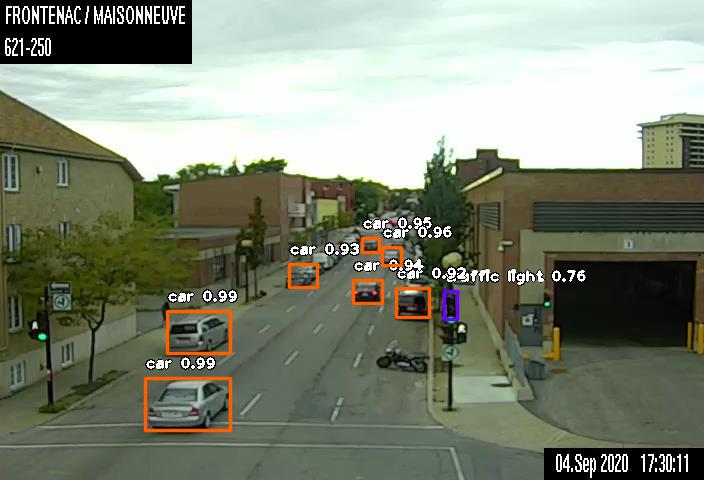 FRONTENAC / MAISONNEUVE
621-250
car 0.95
car 0.96
car 0.93
car 0.94
car 0.92
traffic light 0.76
car 0.99
car 0.99
04.Sep 2020 17:30:11